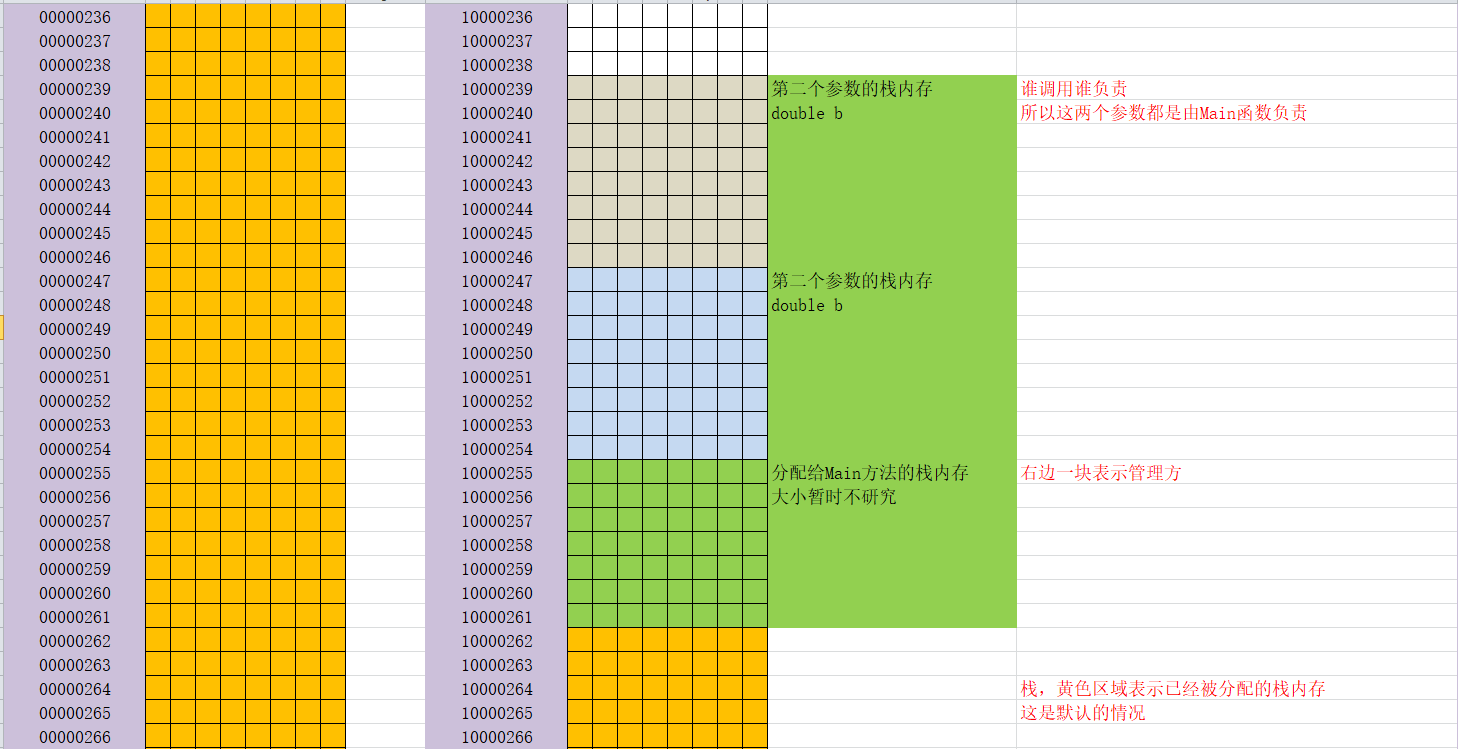 00000236 10000236
00000237 10000237
00000238 10000238
00000239 10000239 第二个参数的栈内存 谁调用谁负责
00000240 10000240 double b 所以这两个参数都是由Main函数负责
00000241 10000241
00000242 10000242
00000243 10000243
00000244 10000244
00000245 10000245
00000246 10000246
00000247 10000247 第二个参数的栈内存
00000248 10000248 double b
00000249 10000249
00000250 10000250
00000251 10000251
00000252 10000252
00000253 10000253
00000254 10000254
00000255 10000255 分配给Main方法的栈内存 右边一块表示管理方
00000256 10000256 大小暂时不研究
00000257 10000257
00000258 10000258
00000259 10000259
00000260 10000260
00000261 10000261
00000262 10000262
00000263 10000263
00000264 10000264 栈，黄色区域表示已经被分配的栈内存
00000265 10000265 这是默认的情况
00000266 10000266